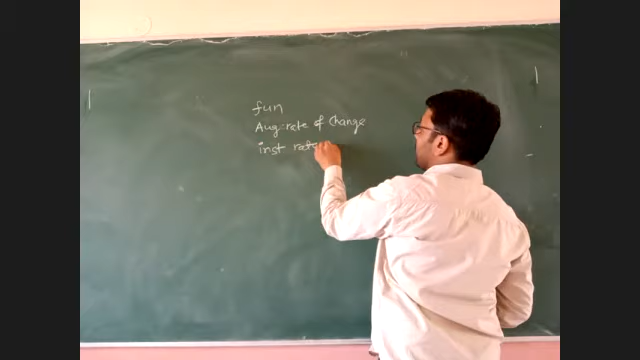 fun
Avg rate of change
inst rate